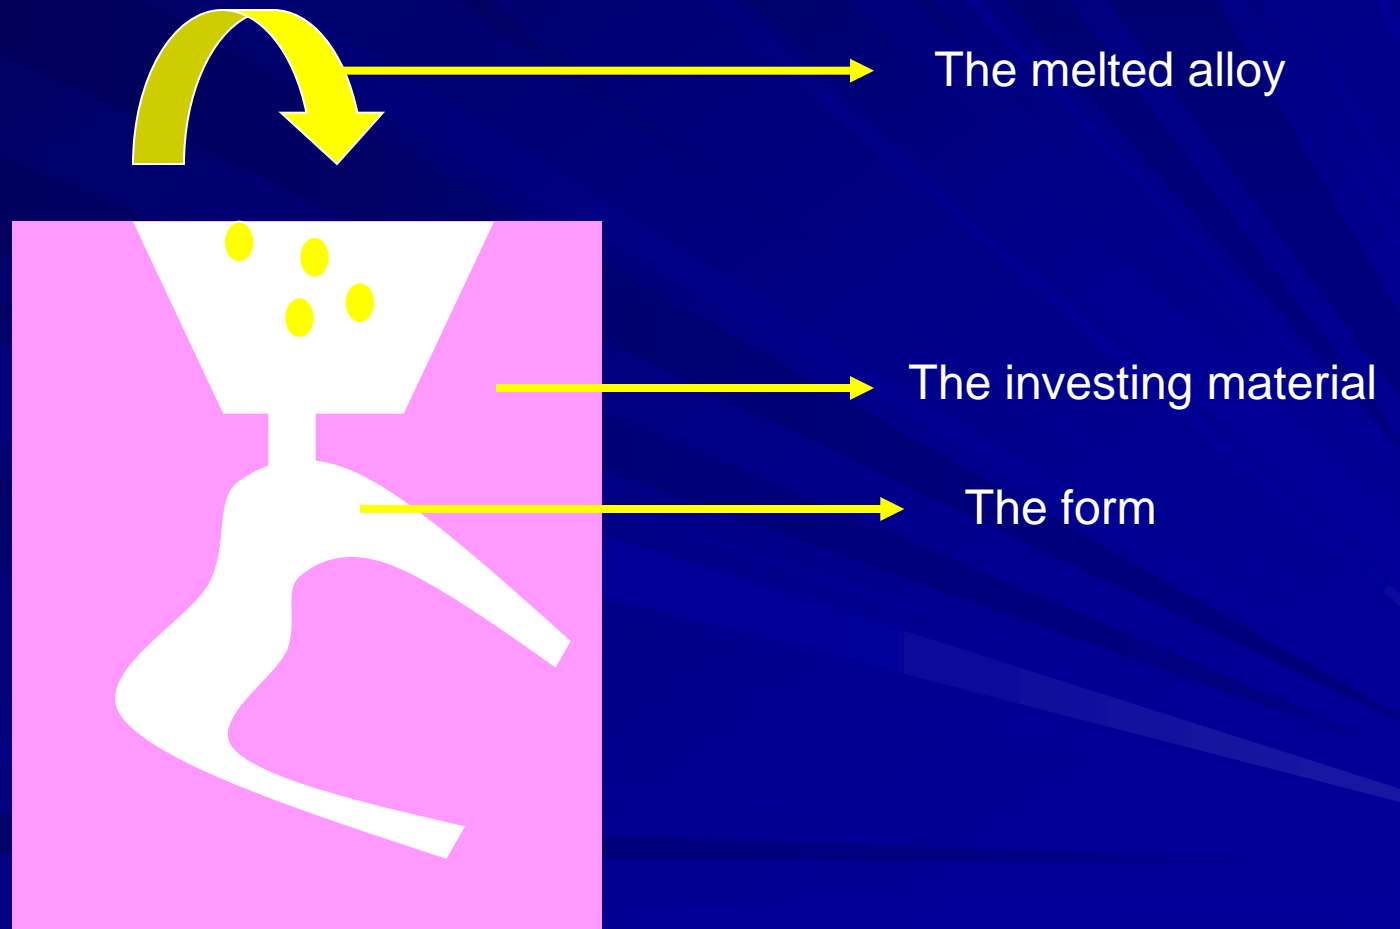 The melted alloy
The investing material
The form